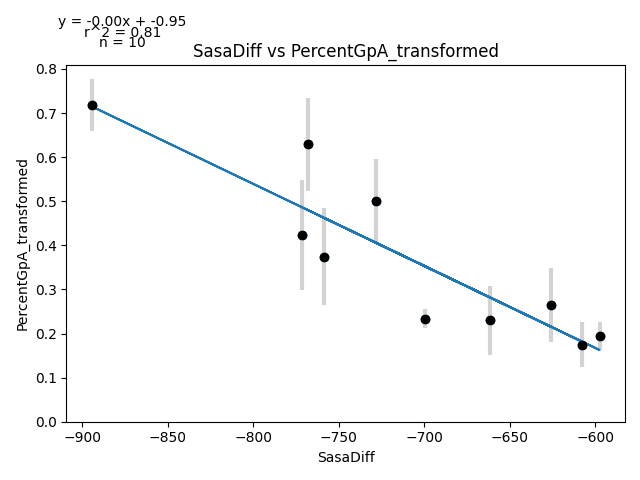 y = -0.00x + -0.95
r^2 = 0.81
n = 10
SasaDiff vs PercentGpA_transformed
PercentGpA_transformed
0.8
0.7
0.6
0.5
0.4
0.3
0.2
0.1
0.0
−900 −850 −800 −750 −700 −650 −600
SasaDiff